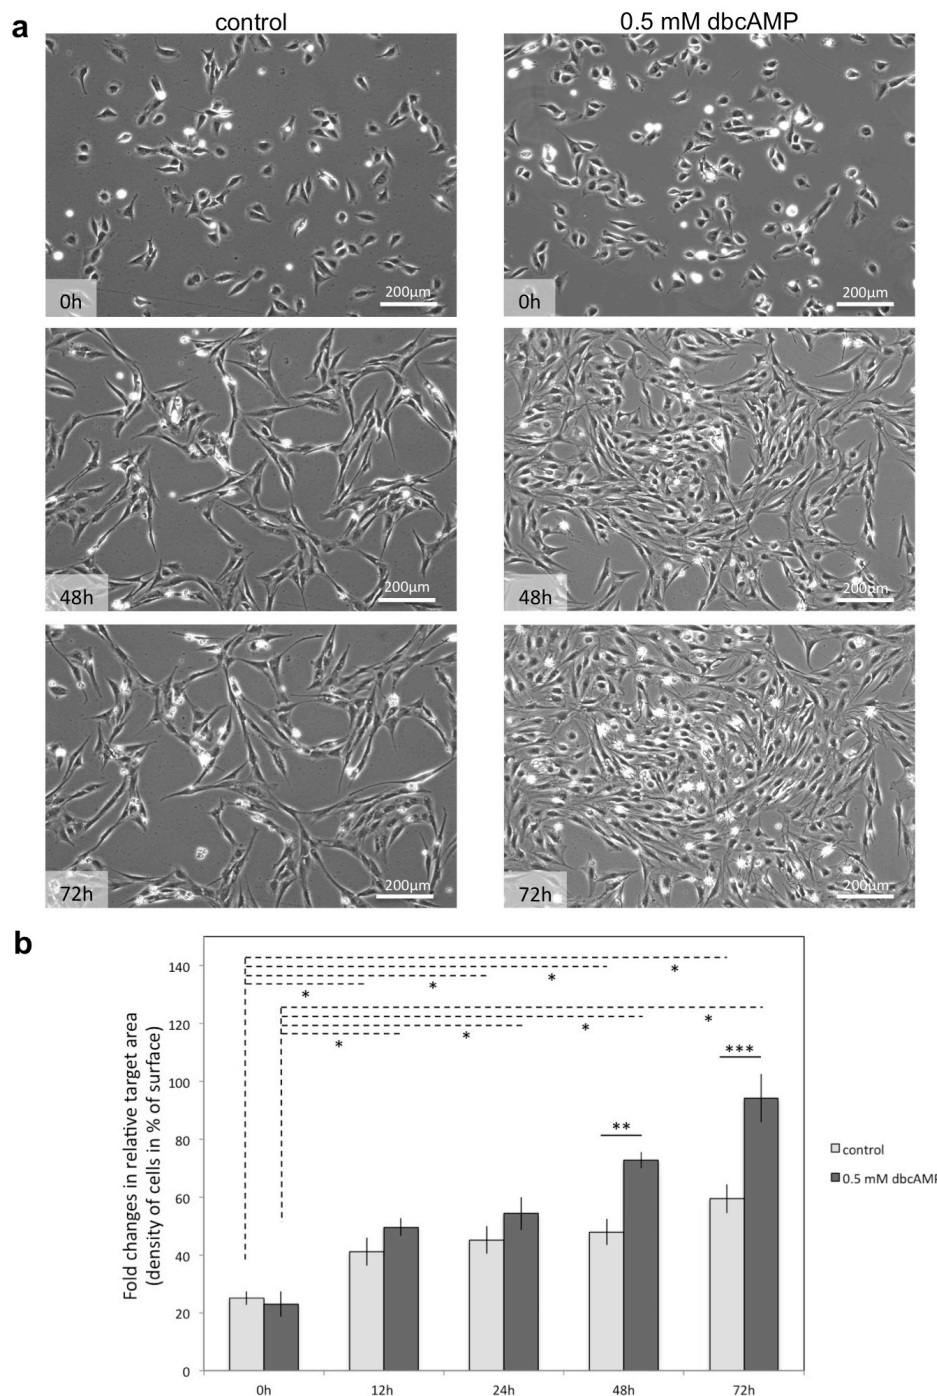 a
control
0.5 mM dbcAMP
0h
200μm
0h
200μm
48h
200μm
48h
200μm
72h
200μm
72h
200μm
b
Fold changes in relative target area
(density of cells in % of surface)
140
120
100
80
60
40
20
0
*
*
*
*
*
*
*
*
**
***
0h
12h
24h
48h
72h
control
0.5 mM dbcAMP